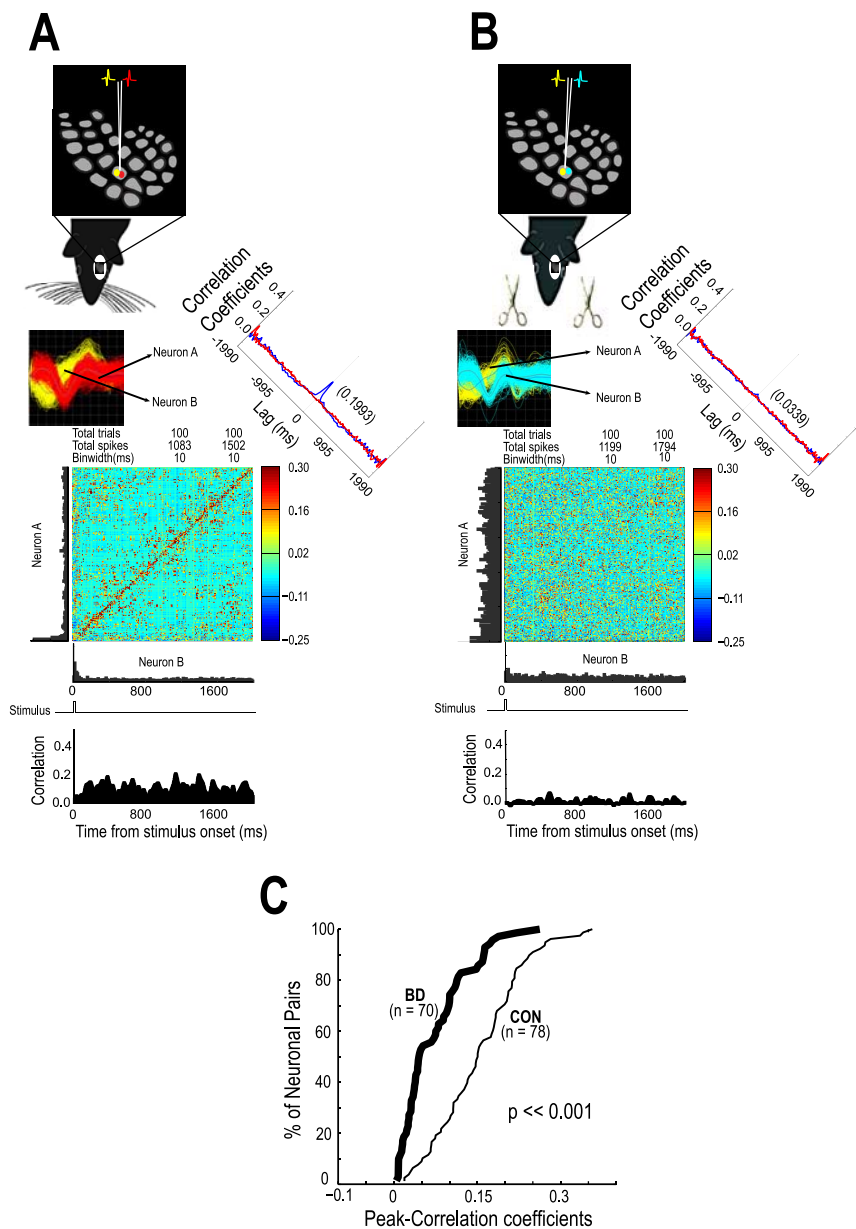 A
Correlation
Coefficients
0.4
0.2
0.0
-1990
-995
0
995
1990
Lag (ms)
(0.1993)
Neuron A
Neuron B
Total trials 100 100
Total spikes 1083 1502
Binwidth(ms) 10 10
Neuron A
0.30
0.16
0.02
−0.11
−0.25
Neuron B
0 800 1600
Stimulus
Correlation
0.4
0.2
0.0
0 800 1600
Time from stimulus onset (ms)
B
Correlation
Coefficients
0.4
0.2
0.0
-1990
-995
0
995
1990
Lag (ms)
(0.0339)
Neuron A
Neuron B
Total trials 100 100
Total spikes 1199 1794
Binwidth(ms) 10 10
Neuron A
0.30
0.16
0.02
−0.11
−0.25
Neuron B
0 800 1600
Stimulus
Correlation
0.4
0.2
0.0
0 800 1600
Time from stimulus onset (ms)
C
% of Neuronal Pairs
100
80
60
40
20
0
BD
(n = 70)
CON
(n = 78)
p << 0.001
−0.1 0 0.15 0.3
Peak-Correlation coefficients